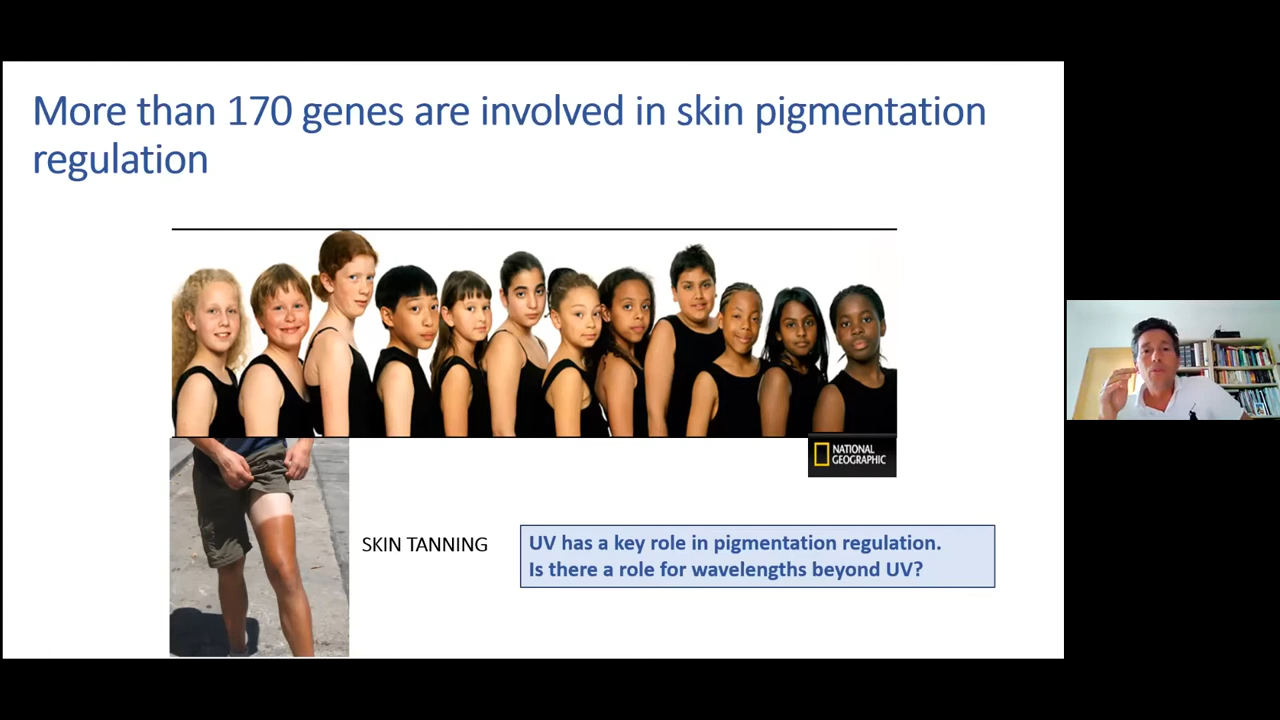 More than 170 genes are involved in skin pigmentation
regulation
NATIONAL
GEOGRAPHIC
SKIN TANNING
UV has a key role in pigmentation regulation.
Is there a role for wavelengths beyond UV?